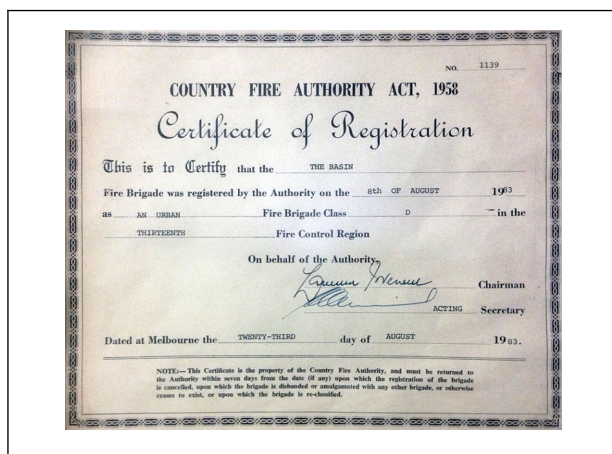 NO. 1139
COUNTRY FIRE AUTHORITY ACT, 1958
Certificate of Registration
This is to Certify that the THE BASIN
Fire Brigade was registered by the Authority on the 8th OF AUGUST 1983
as AN URBAN Fire Brigade Class D in the
THIRTEENTH Fire Control Region
On behalf of the Authority,
Chairman
ACTING Secretary
Dated at Melbourne the TWENTY-THIRD day of AUGUST 1983.
NOTE:—This Certificate is the property of the Country Fire Authority, and must be returned to
the Authority within seven days from the date (if any) upon which the registration of the brigade
is cancelled, upon which the brigade is disbanded or amalgamated with any other brigade, or otherwise
ceases to exist, or upon which the brigade is re-classified.